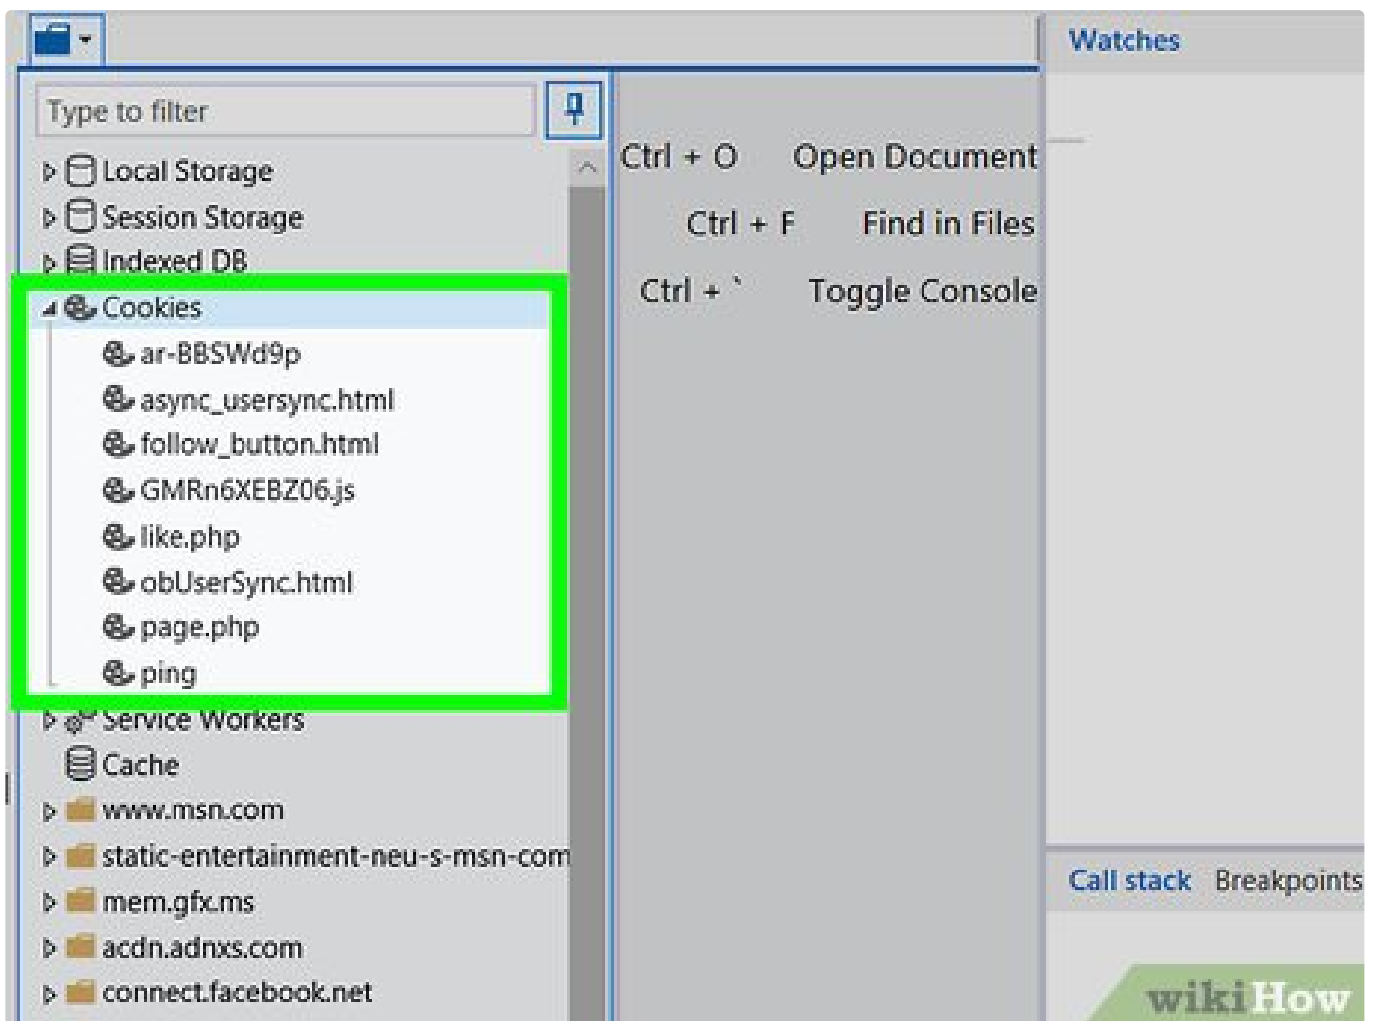 Watches
Type to filter
Local Storage
Session Storage
Indexed DB
Cookies
ar-BBSWd9p
async_usersync.html
follow_button.html
GMRn6XEBZ06.js
like.php
obUserSync.html
page.php
ping
Service Workers
Cache
www.msn.com
static-entertainment-neu-s-msn-com
mem.gfx.ms
acdn.adnxs.com
connect.facebook.net
Ctrl + O Open Document
Ctrl + F Find in Files
Ctrl + ` Toggle Console
Call stack Breakpoints
wikiHow